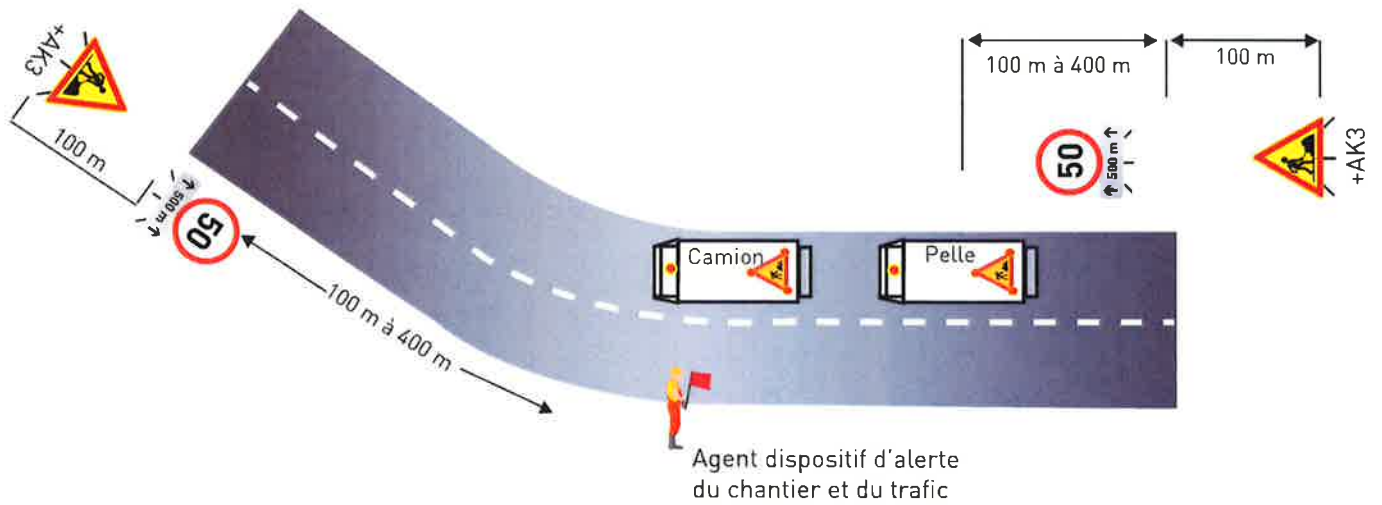 +AK3
100 m
↑ 500 m ↑
50
100 m à 400 m
Camion
Pelle
100 m à 400 m
100 m
50
↑ 500 m ↑
+AK3
Agent dispositif d'alerte
du chantier et du trafic